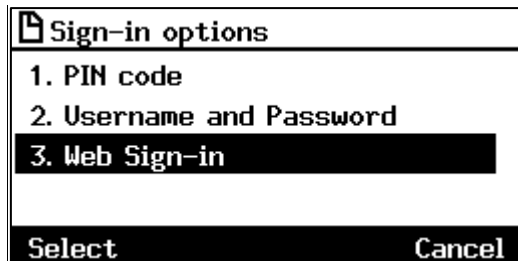 Sign-in options
1. PIN code
2. Username and Password
3. Web Sign-in
Select Cancel